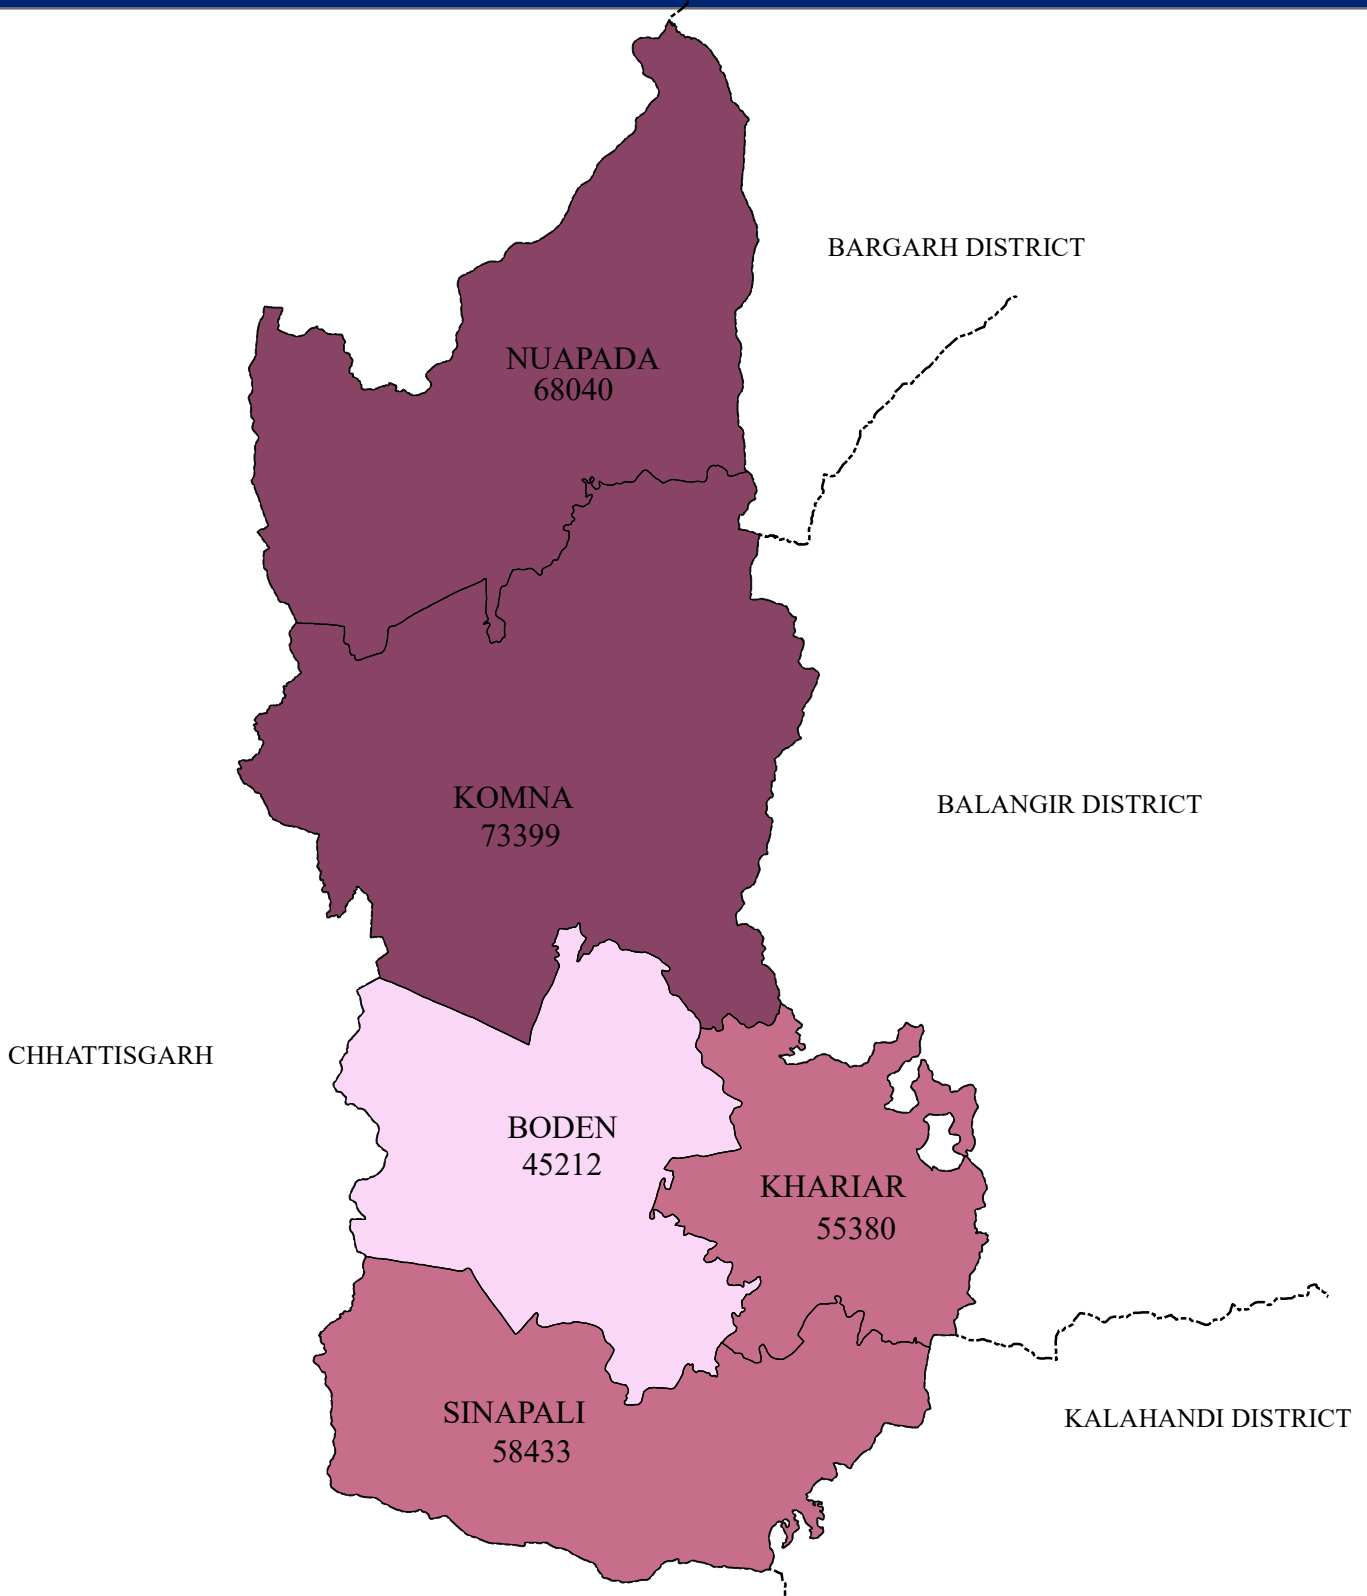 BARGARH DISTRICT
NUAPADA
68040
KOMNA
73399
BALANGIR DISTRICT
CHHATTISGARH
BODEN
45212
KHARIAR
55380
SINAPALI
58433
KALAHANDI DISTRICT